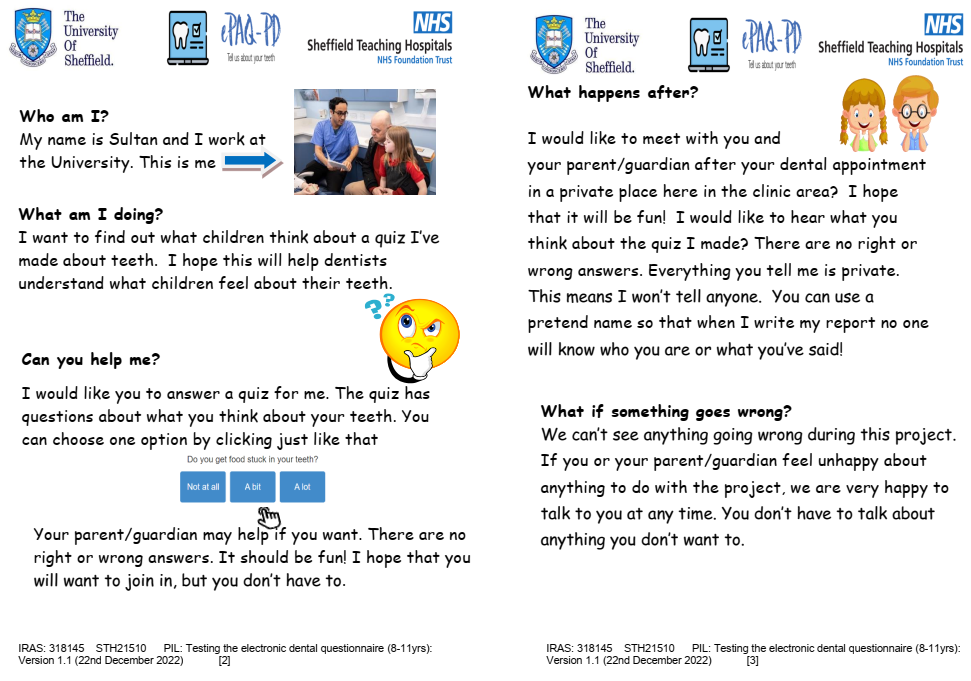 The
University
Of
Sheffield.
ePAQ-PD
Tell us about your teeth
NHS
Sheffield Teaching Hospitals
NHS Foundation Trust
Who am I?
My name is Sultan and I work at
the University. This is me
What am I doing?
I want to find out what children think about a quiz I've
made about teeth.  I hope this will help dentists
understand what children feel about their teeth.
Can you help me?
I would like you to answer a quiz for me. The quiz has
questions about what you think about your teeth. You
can choose one option by clicking just like that
Do you get food stuck in your teeth?
Not at all
A bit
A lot
Your parent/guardian may help if you want. There are no
right or wrong answers. It should be fun! I hope that you
will want to join in, but you don't have to.
IRAS: 318145    STH21510      PIL: Testing the electronic dental questionnaire (8-11yrs):
Version 1.1 (22nd December 2022)            [2]
The
University
Of
Sheffield.
ePAQ-PD
Tell us about your teeth
NHS
Sheffield Teaching Hospitals
NHS Foundation Trust
What happens after?
I would like to meet with you and
your parent/guardian after your dental appointment
in a private place here in the clinic area?  I hope
that it will be fun!  I would like to hear what you
think about the quiz I made? There are no right or
wrong answers. Everything you tell me is private.
This means I won't tell anyone.  You can use a
pretend name so that when I write my report no one
will know who you are or what you've said!
What if something goes wrong?
We can't see anything going wrong during this project.
If you or your parent/guardian feel unhappy about
anything to do with the project, we are very happy to
talk to you at any time. You don't have to talk about
anything you don't want to.
IRAS: 318145    STH21510      PIL: Testing the electronic dental questionnaire (8-11yrs):
Version 1.1 (22nd December 2022)            [3]